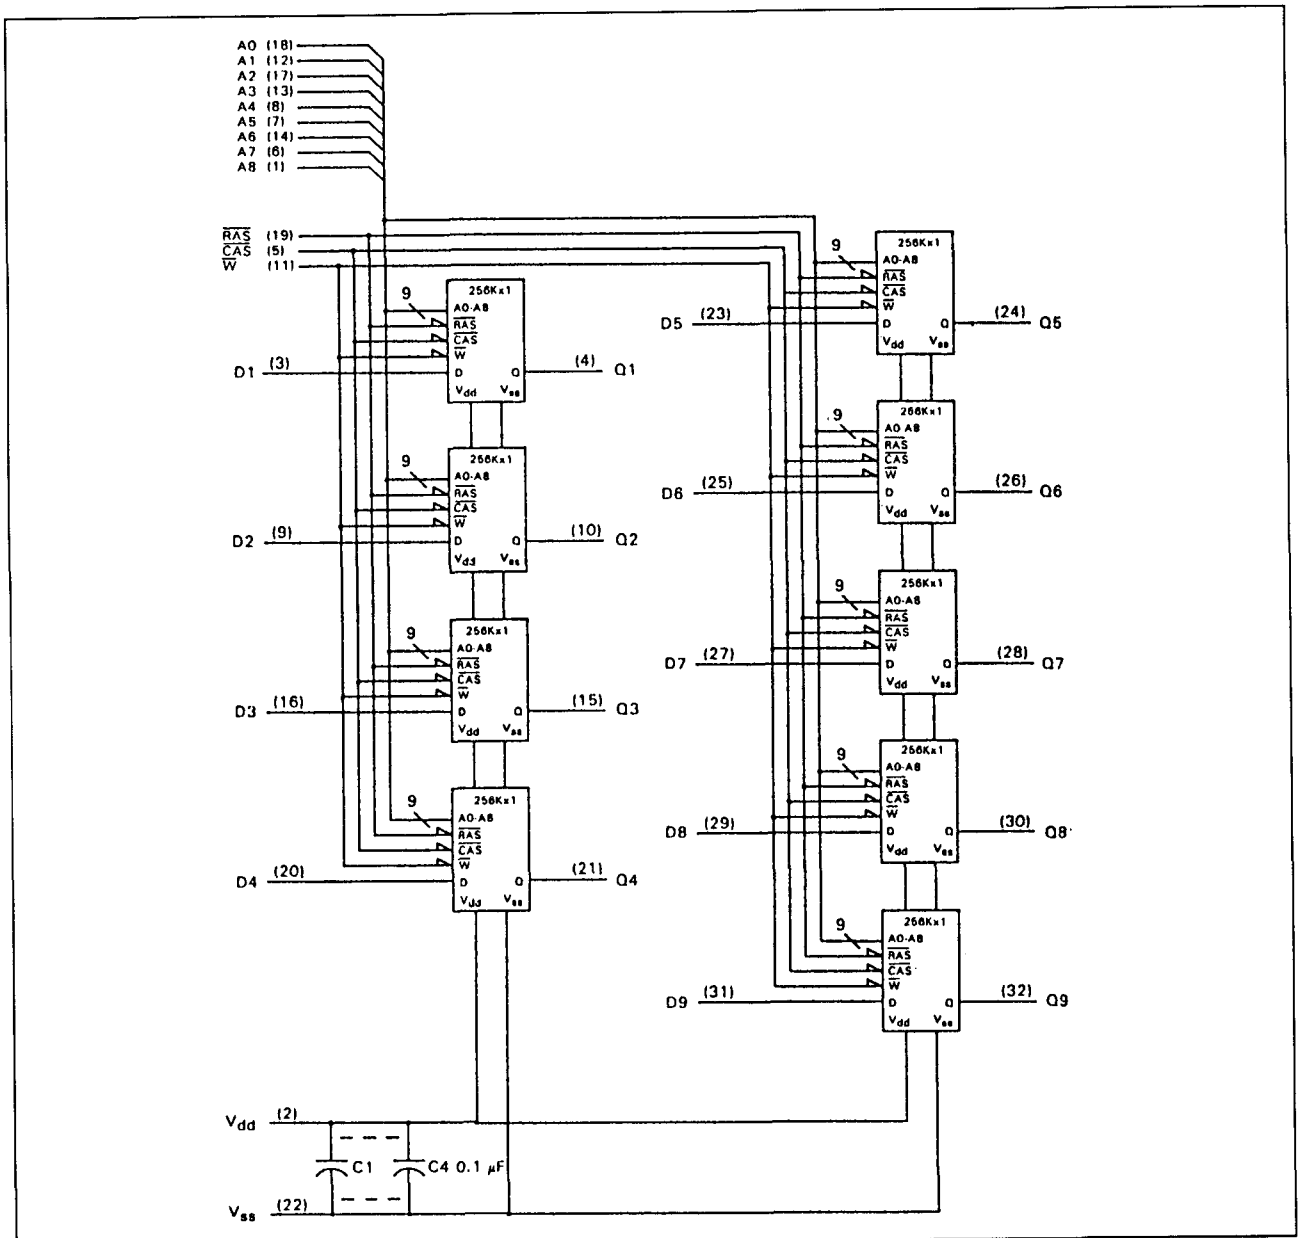 A0 (18)
A1 (12)
A2 (17)
A3 (13)
A4 (8)
A5 (7)
A6 (14)
A7 (6)
A8 (1)
RAS (19)
CAS (5)
W (11)
256Kx1
9
A0-A8
RAS
CAS
W
D1 (3)
D Q
(4) Q1
Vdd Vss
256Kx1
9
A0-A8
RAS
CAS
W
D2 (9)
D Q
(10) Q2
Vdd Vss
256Kx1
9
A0-A8
RAS
CAS
W
D3 (16)
D Q
(15) Q3
Vdd Vss
256Kx1
9
A0-A8
RAS
CAS
W
D4 (20)
D Q
(21) Q4
Vdd Vss
256Kx1
9
A0-A8
RAS
CAS
W
D5 (23)
D Q
(24) Q5
Vdd Vss
256Kx1
9
A0-A8
RAS
CAS
W
D6 (25)
D Q
(26) Q6
Vdd Vss
256Kx1
9
A0-A8
RAS
CAS
W
D7 (27)
D Q
(28) Q7
Vdd Vss
256Kx1
9
A0-A8
RAS
CAS
W
D8 (29)
D Q
(30) Q8
Vdd Vss
256Kx1
9
A0-A8
RAS
CAS
W
D9 (31)
D Q
(32) Q9
Vdd Vss
Vdd (2)
C1 C4 0.1 µF
Vss (22)